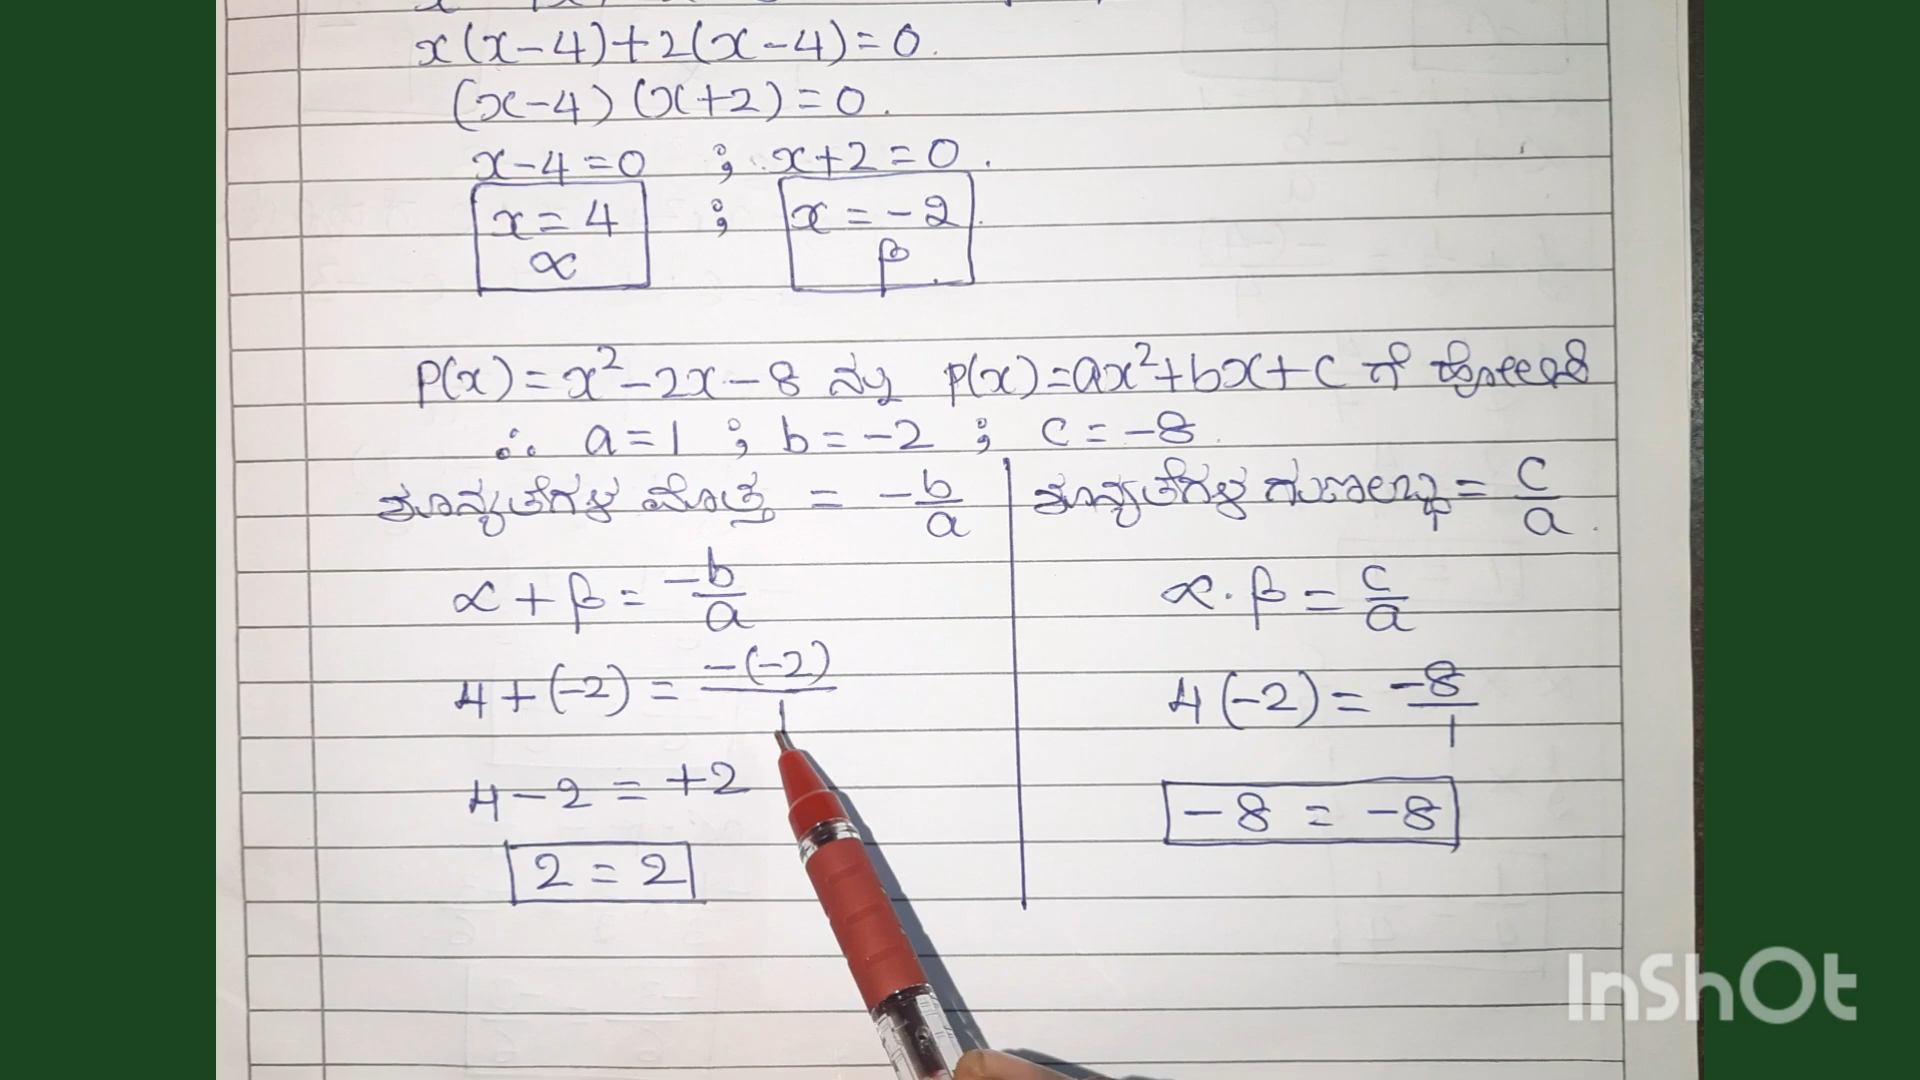 x(x-4)+2(x-4)=0.
(x-4) (x+2)=0.
x-4=0 ; x+2=0.
x=4 ; x=-2
α β
P(x)=x²-2x-8 ನ್ನು p(x)=ax²+bx+c ಗೆ ಹೋಲಿಸಿ
∴ a=1 ; b=-2 ; c=-8
ಶೂನ್ಯತೆಗಳ ಮೊತ್ತ = -b/a
α+β = -b/a
4+(-2) = -(-2)/1
4-2 = +2
2 = 2
ಶೂನ್ಯತೆಗಳ ಗುಣಲಬ್ಧ = c/a.
α.β = c/a
4(-2) = -8/1
-8 = -8
InShOt